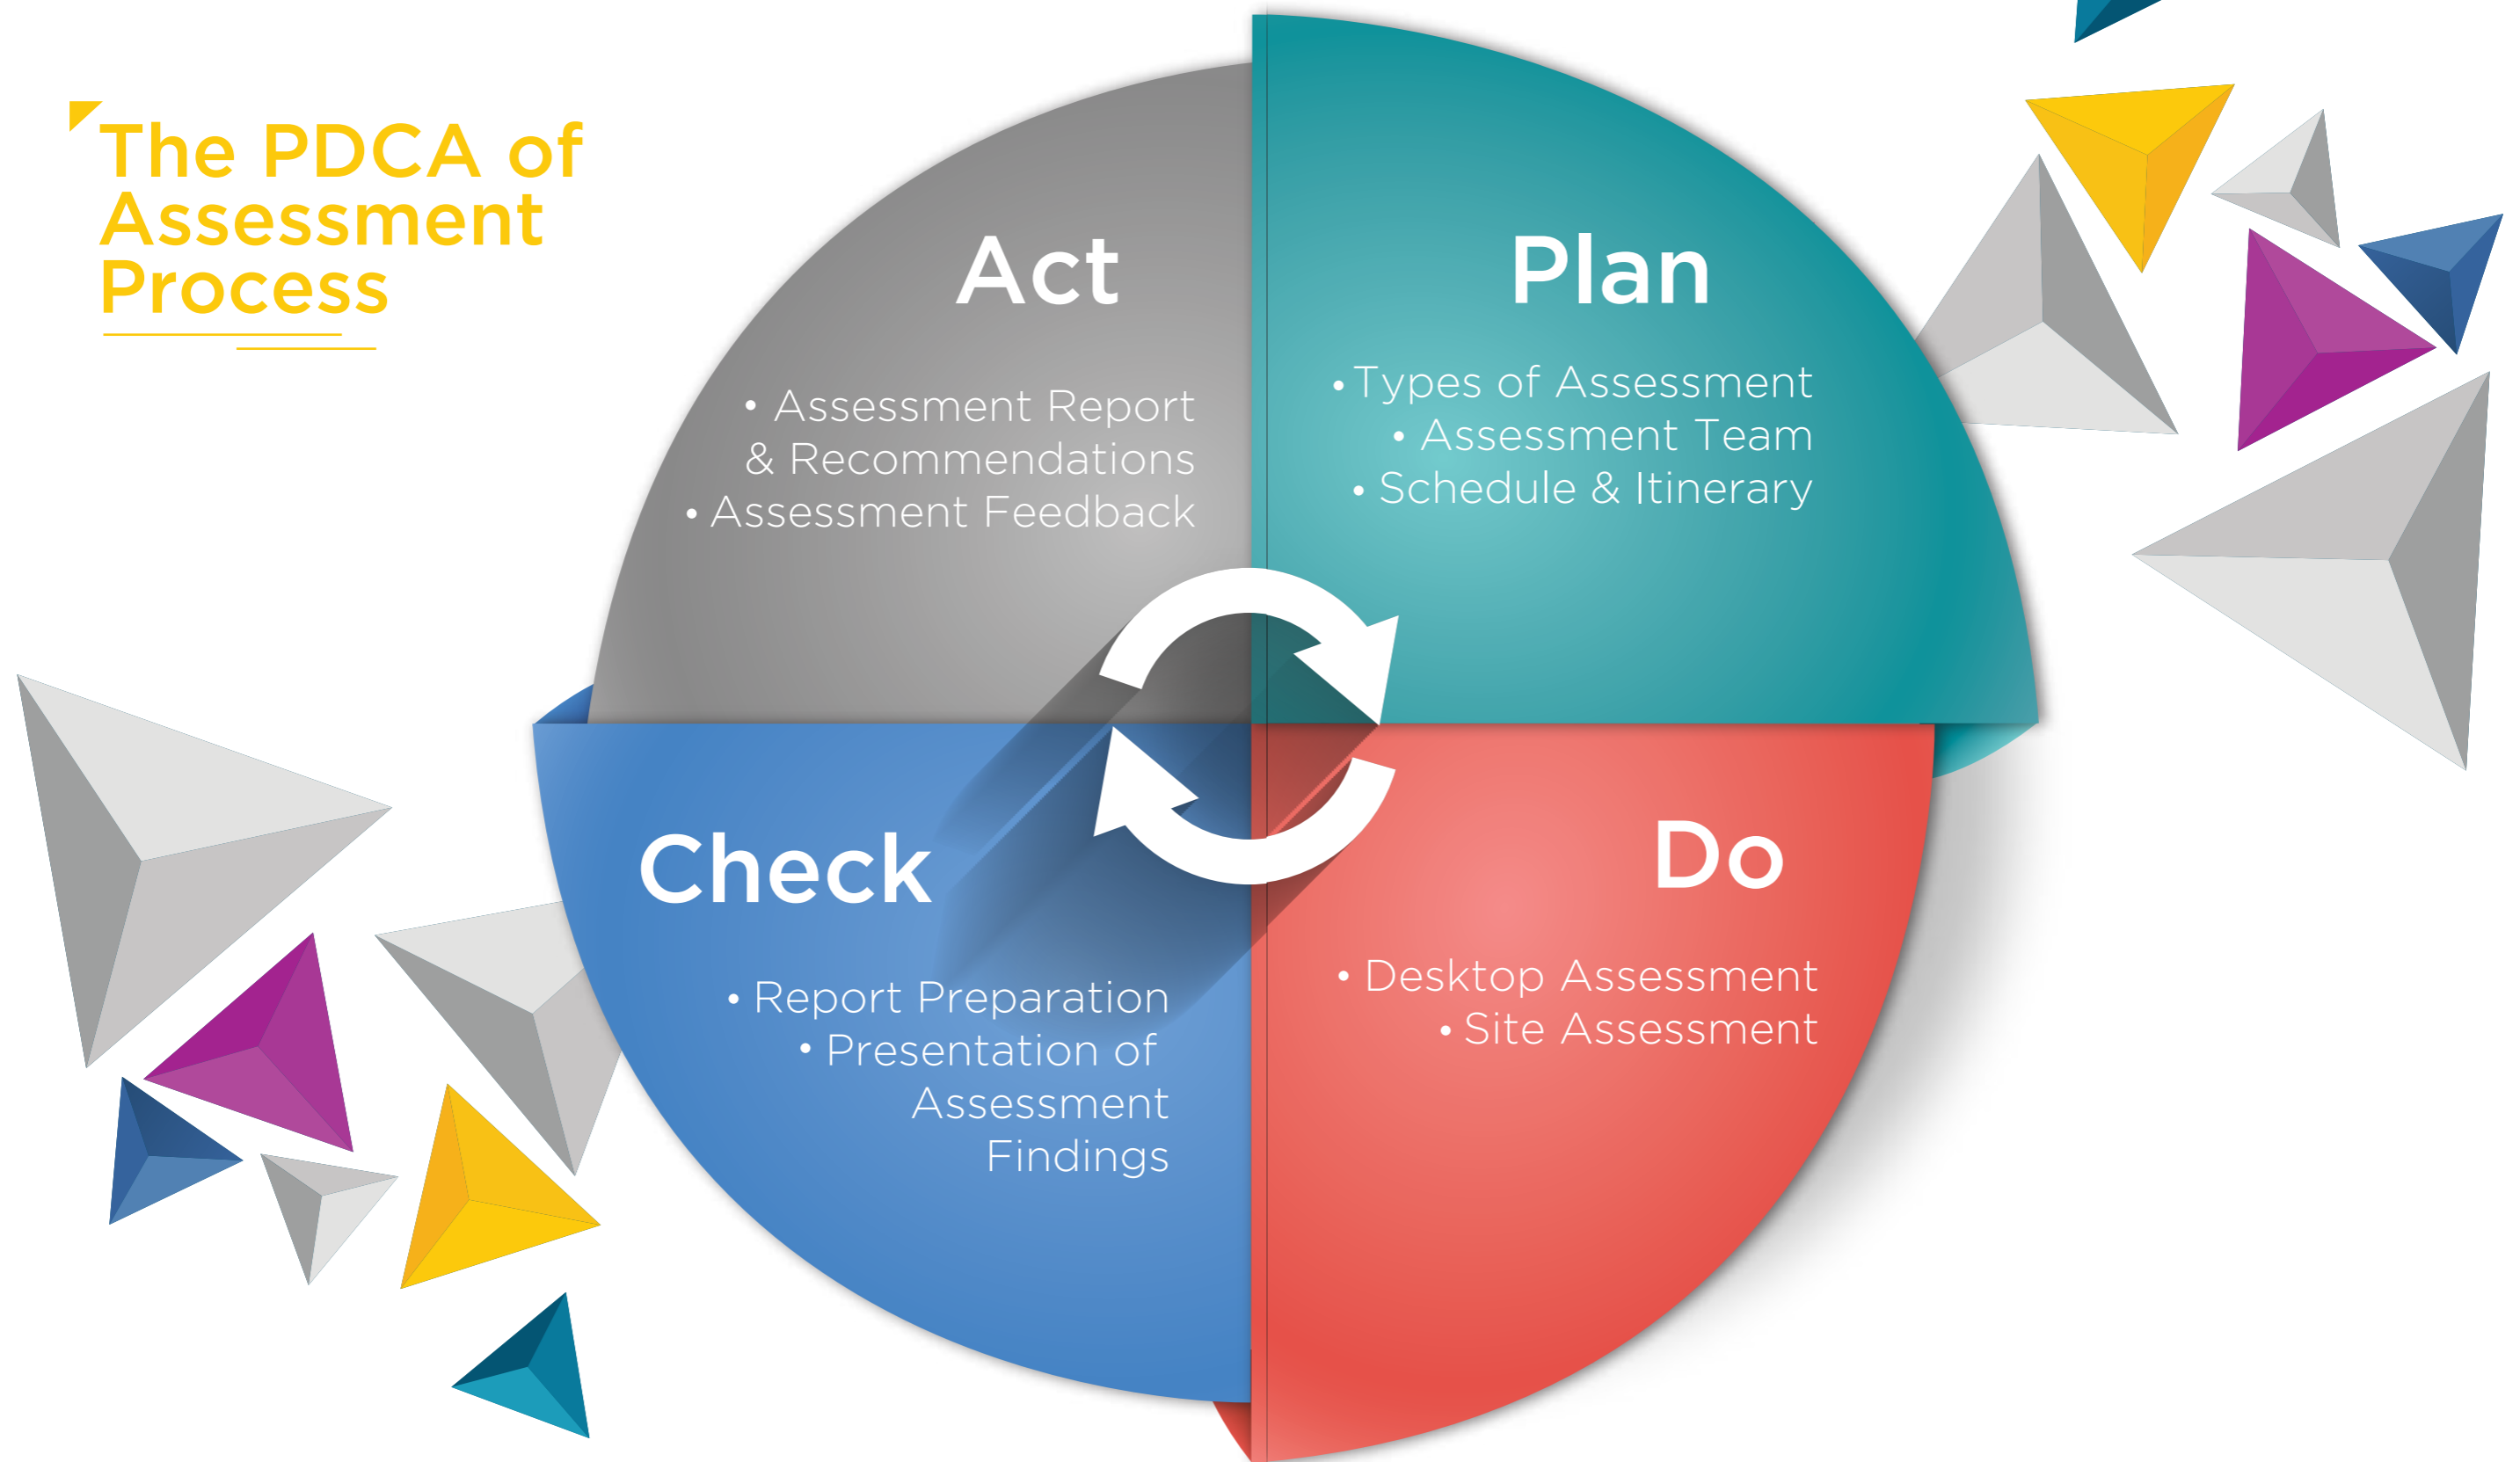 The PDCA of
Assessment
Process
Act
• Assessment Report
& Recommendations
• Assessment Feedback
Plan
• Types of Assessment
• Assessment Team
• Schedule & Itinerary
Check
• Report Preparation
• Presentation of
Assessment
Findings
Do
• Desktop Assessment
• Site Assessment